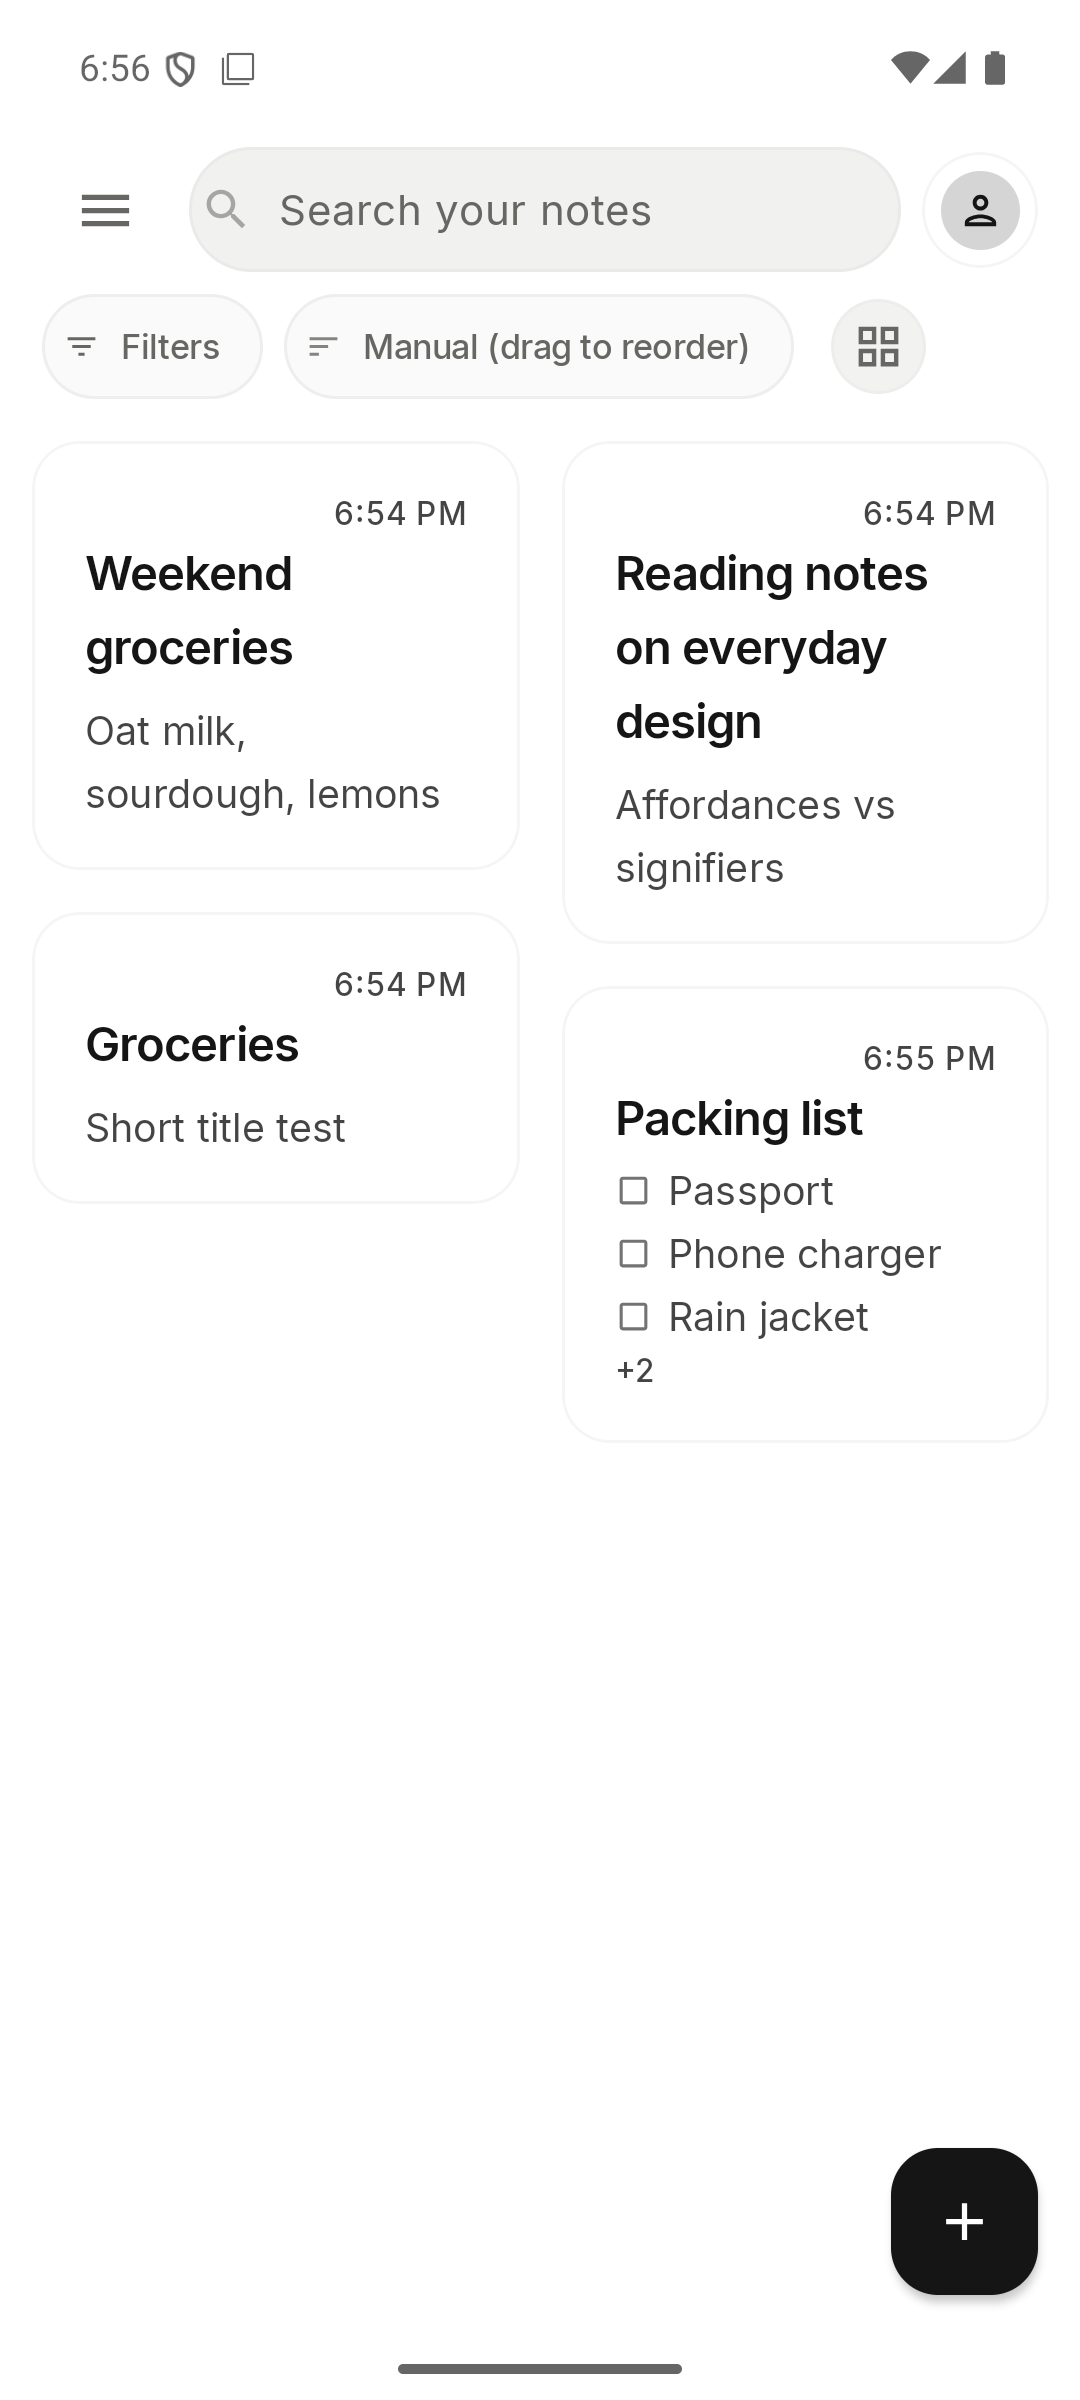 6:56
Search your notes
Filters
Manual (drag to reorder)
6:54 PM
Weekend
groceries
Oat milk,
sourdough, lemons
6:54 PM
Reading notes
on everyday
design
Affordances vs
signifiers
6:54 PM
Groceries
Short title test
6:55 PM
Packing list
Passport
Phone charger
Rain jacket
+2